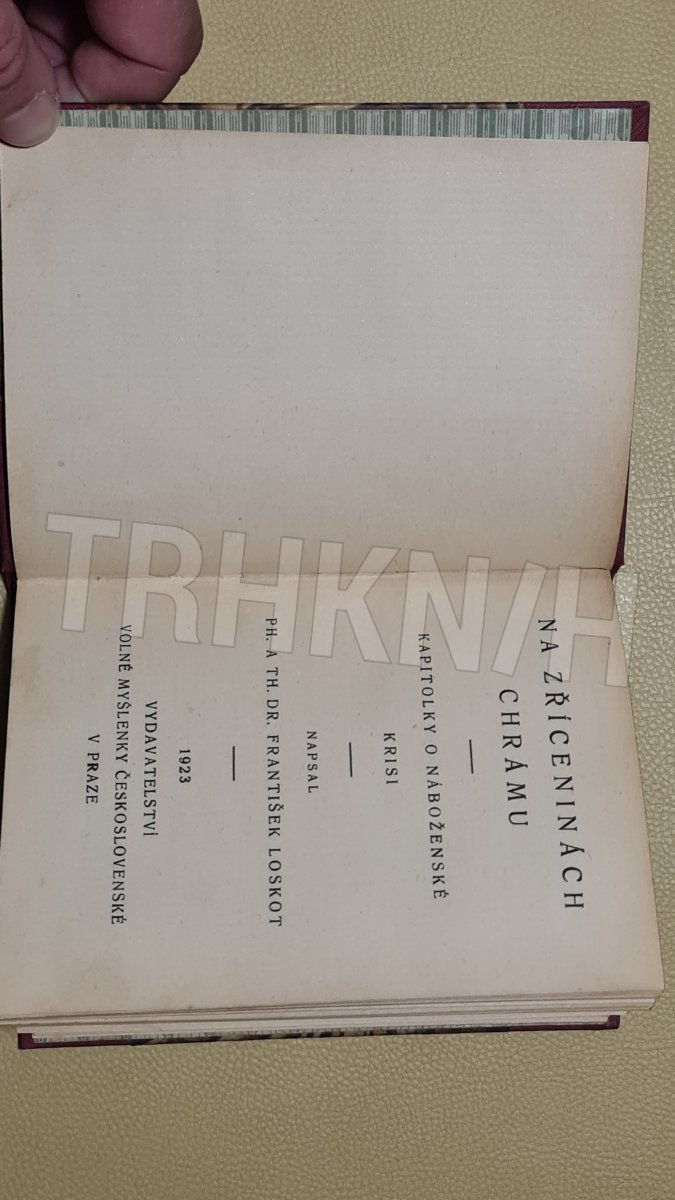 NA ZŘÍCENINÁCH
CHRÁMU
KAPITOLKY O NÁBOŽENSKÉ
KRISI
NAPSAL
PH. A TH. DR. FRANTIŠEK LOSKOT
1923
VYDAVATELSTVÍ
VOLNÉ MYŠLENKY ČESKOSLOVENSKÉ
V PRAZE
TRHKNIH